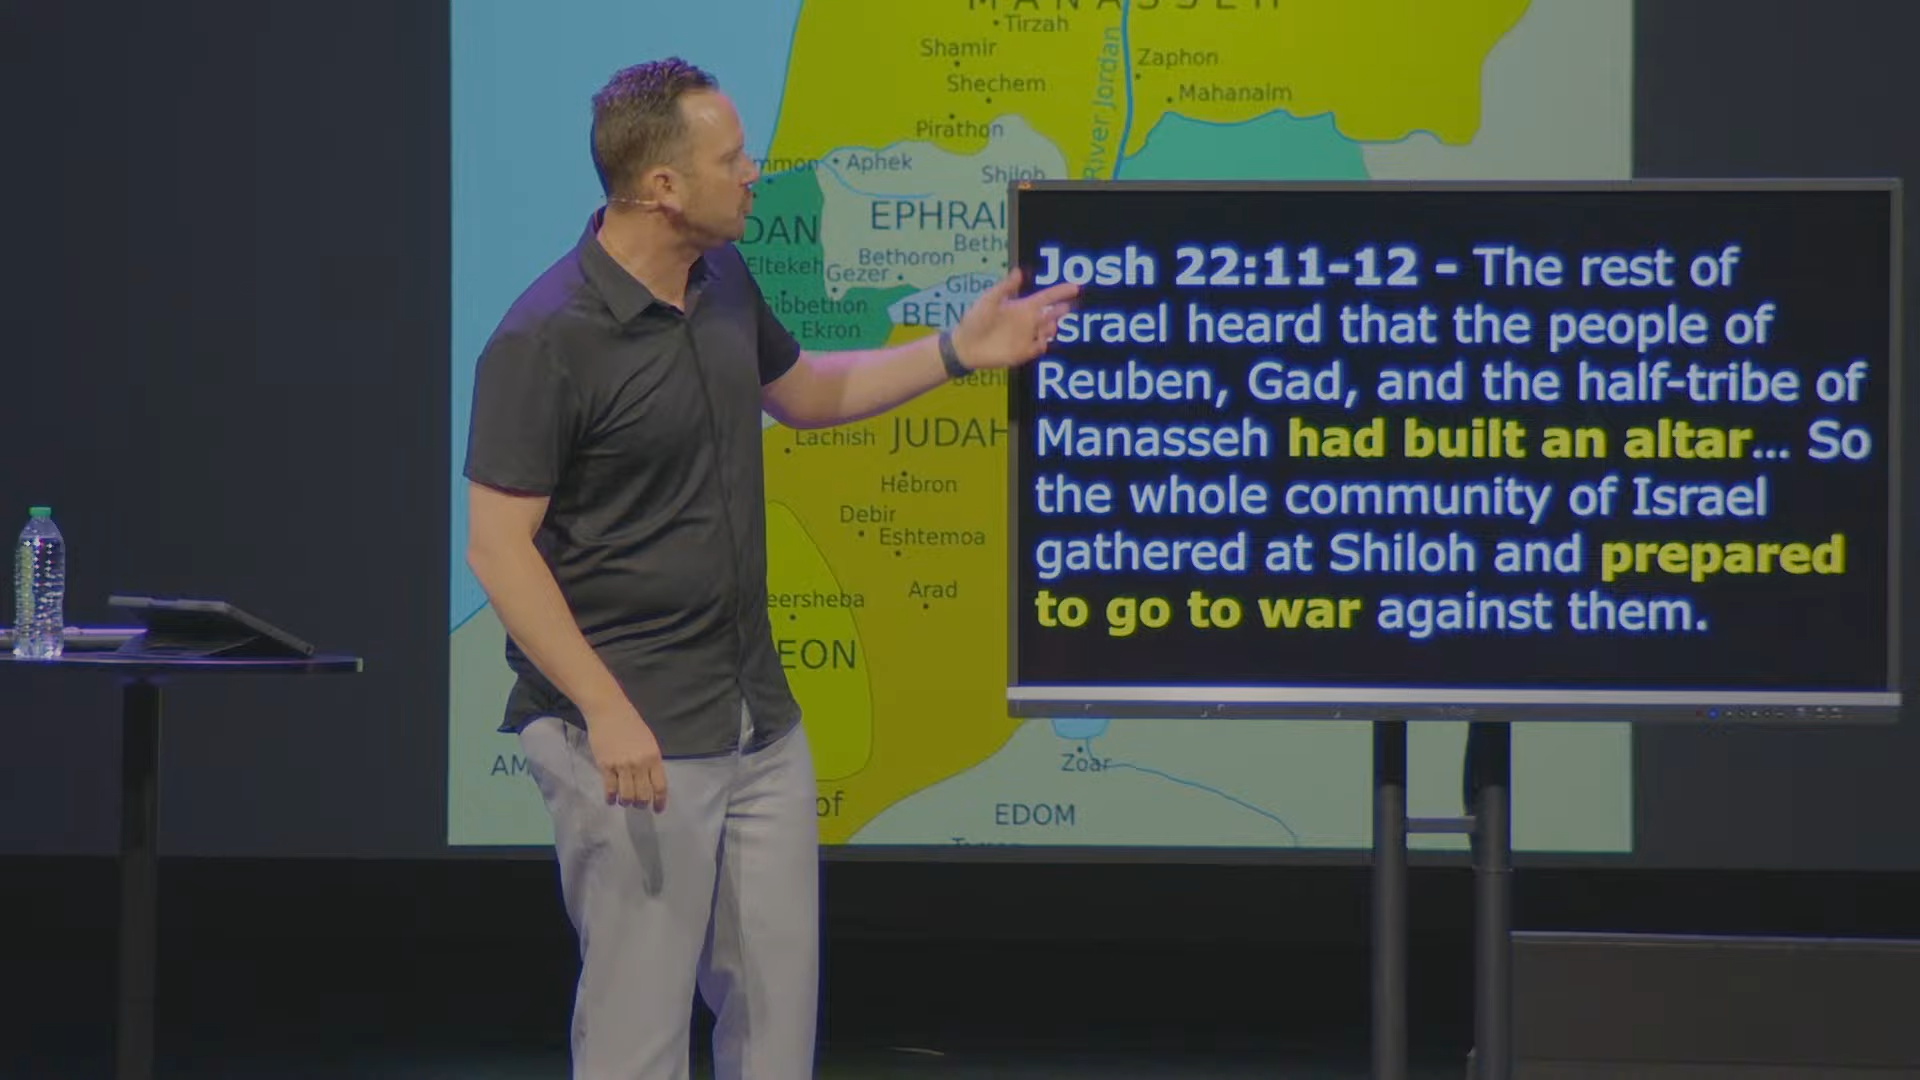 MANASSEH
Tirzah
Shamir
Zaphon
Shechem
Mahanaim
River Jordan
Pirathon
Aphek
Shiloh
DAN
EPHRAI
Bethoron
Eltekeh
Gezer
Ekron
JUDAH
Lachish
Hebron
Debir
Eshtemoa
Arad
EON
of
Zoar
EDOM
Josh 22:11-12 - The rest of
Israel heard that the people of
Reuben, Gad, and the half-tribe of
Manasseh had built an altar... So
the whole community of Israel
gathered at Shiloh and prepared
to go to war against them.